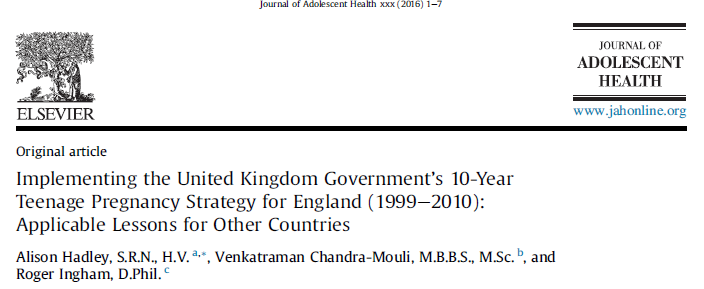 Journal of Adolescent Health xxx (2016) 1–7
ELSEVIER
JOURNAL OF
ADOLESCENT
HEALTH
www.jahonline.org
Original article
Implementing the United Kingdom Government's 10-Year
Teenage Pregnancy Strategy for England (1999–2010):
Applicable Lessons for Other Countries
Alison Hadley, S.R.N., H.V. a,*, Venkatraman Chandra-Mouli, M.B.B.S., M.Sc. b, and
Roger Ingham, D.Phil. c